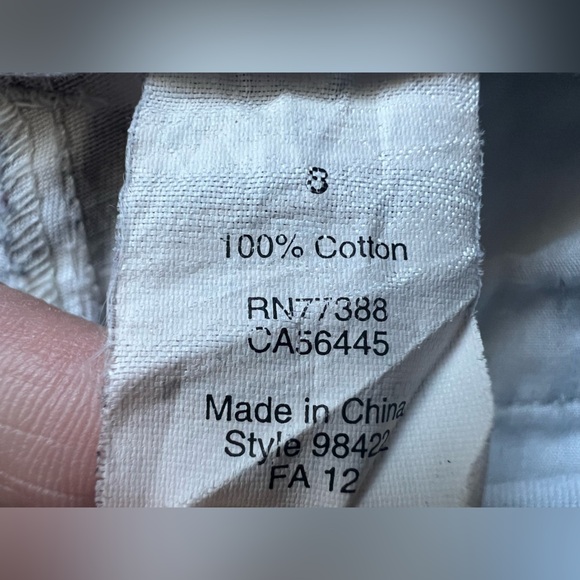 8
100% Cotton
RN77388
CA56445
Made in China
Style 98422
FA 12